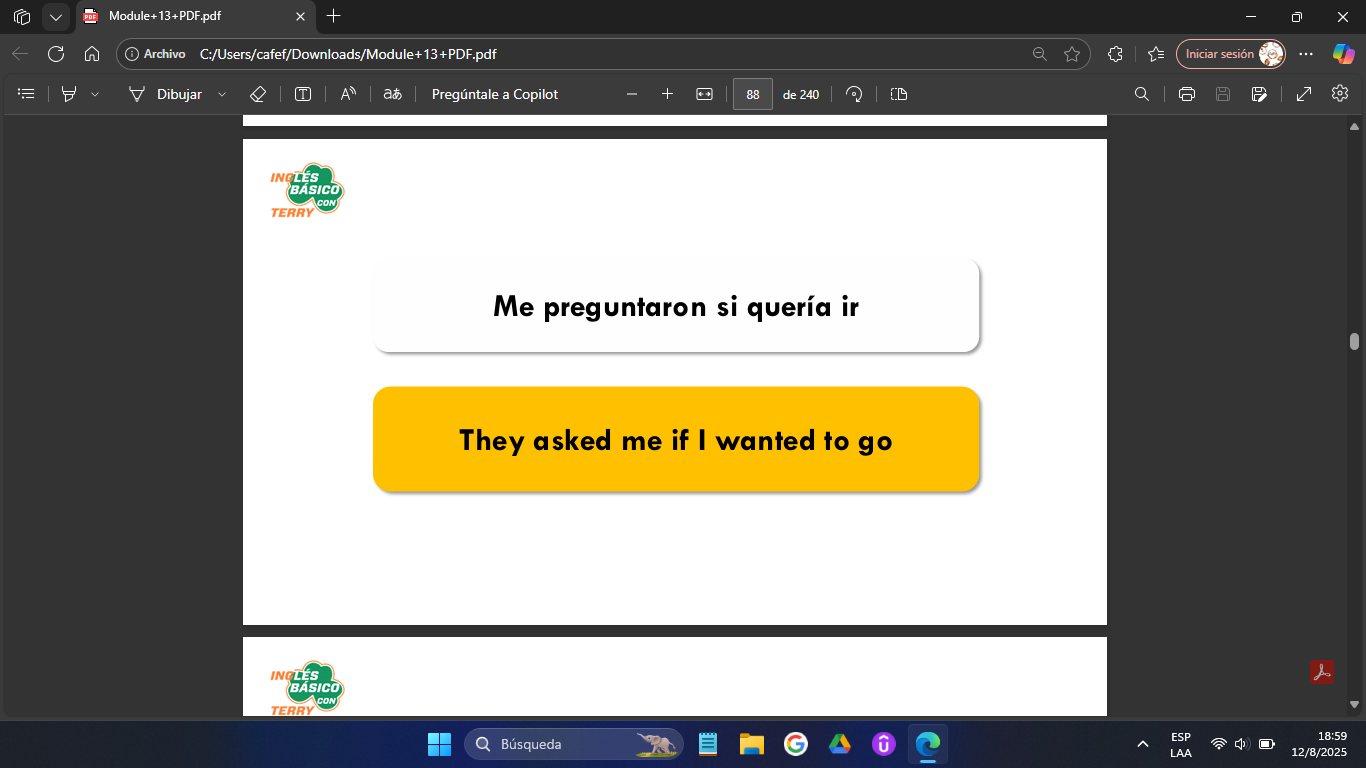 Module+13+PDF.pdf
Archivo C:/Users/cafef/Downloads/Module+13+PDF.pdf
Iniciar sesión
Dibujar
Pregúntale a Copilot
88 de 240
INGLÉS
BÁSICO
CON
TERRY
Me preguntaron si quería ir
They asked me if I wanted to go
INGLÉS
BÁSICO
CON
TERRY
Búsqueda
ESP
LAA
18:59
12/8/2025